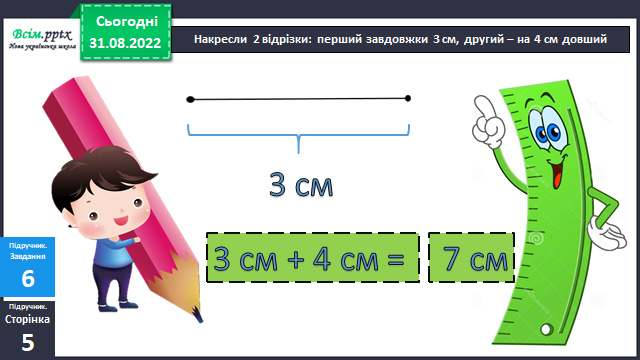 Всім.pptx
Нова українська школа
Сьогодні
31.08.2022
Накресли 2 відрізки: перший завдовжки 3 см, другий – на 4 см довший
3 см
3 см + 4 см = 7 см
Підручник.
Завдання
6
Підручник.
Сторінка
5